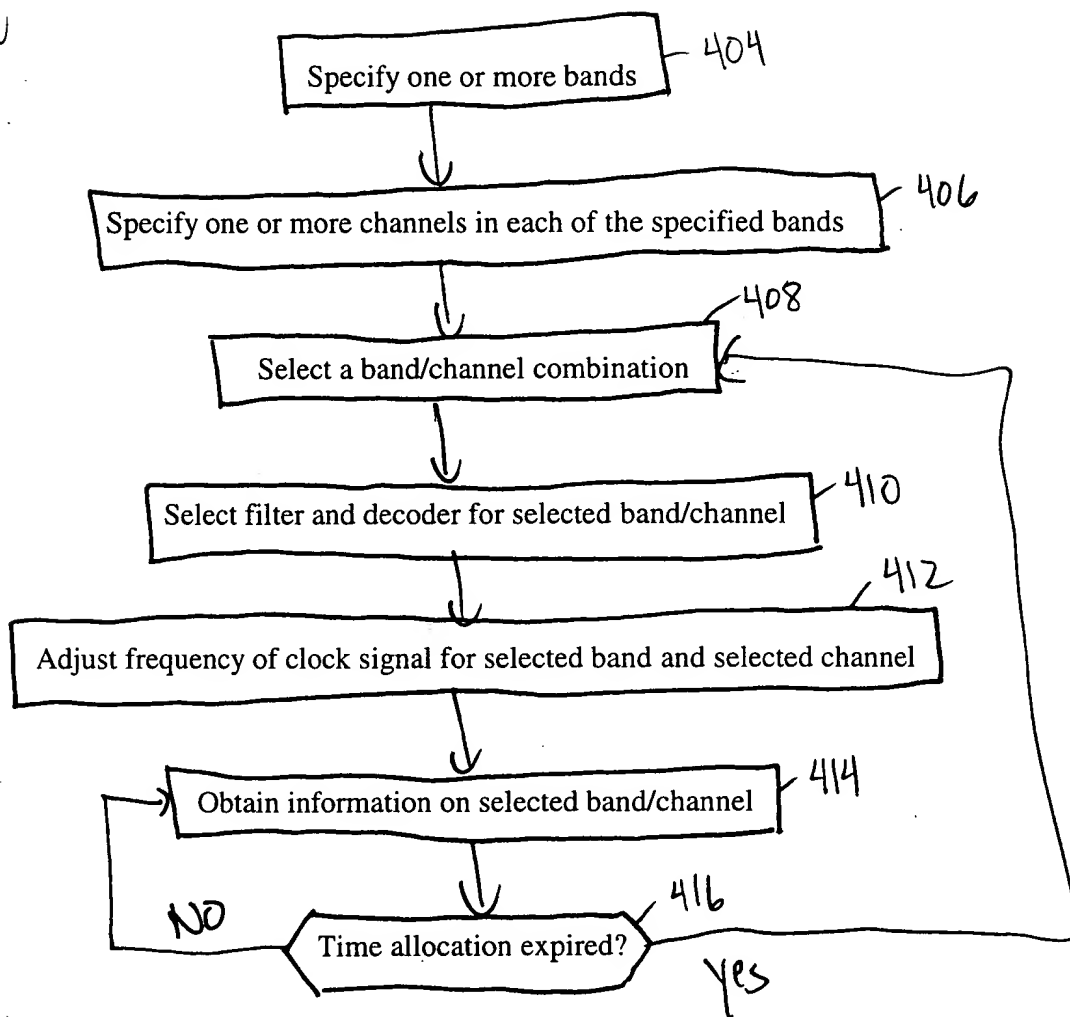 Specify one or more bands
404
Specify one or more channels in each of the specified bands
406
408
Select a band/channel combination
Select filter and decoder for selected band/channel
410
412
Adjust frequency of clock signal for selected band and selected channel
Obtain information on selected band/channel
414
416
NO
Time allocation expired?
Yes